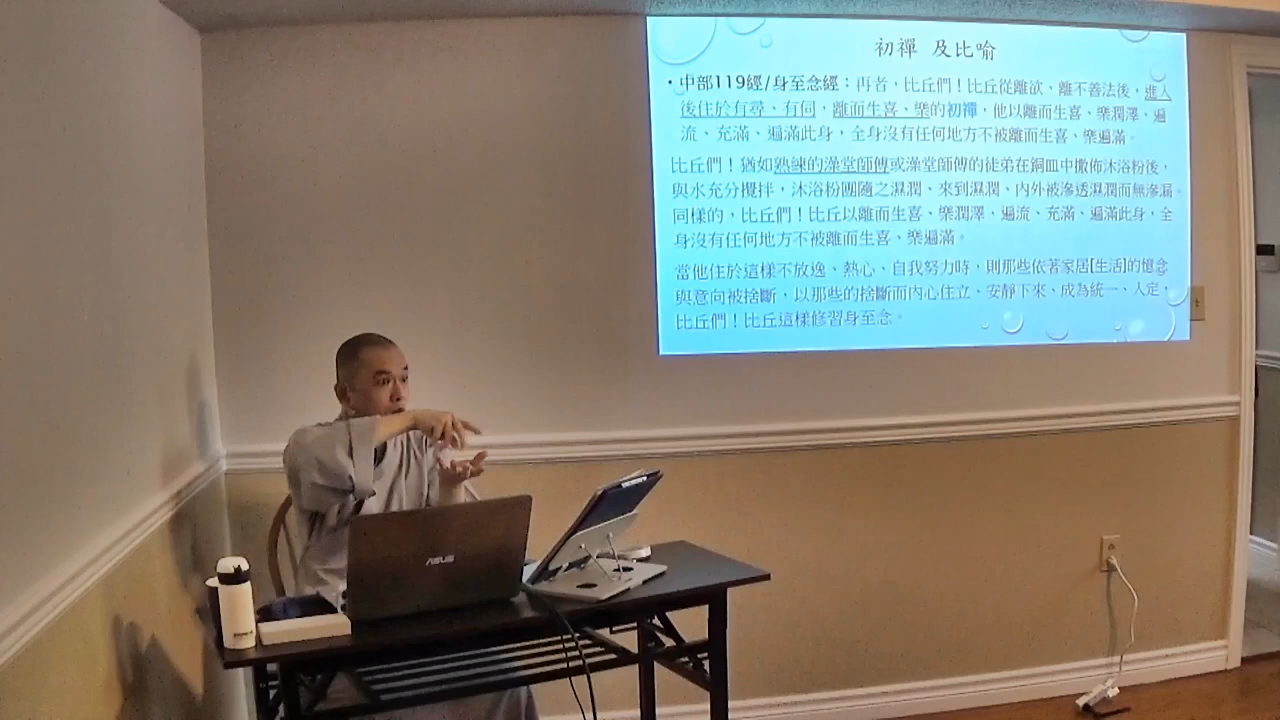 初禪 及比喻
• 中部119經/身至念經：再者，比丘們！比丘從離欲、離不善法後，進入
後住於有尋、有伺，離而生喜、樂的初禪，他以離而生喜、樂潤澤、遍
流、充滿、遍滿此身，全身沒有任何地方不被離而生喜、樂遍滿。
比丘們！猶如熟練的澡堂師傅或澡堂師傅的徒弟在銅皿中撒佈沐浴粉後，
與水充分攪拌，沐浴粉團隨之濕潤、來到濕潤、內外被滲透濕潤而無滲漏。
同樣的，比丘們！比丘以離而生喜、樂潤澤、遍流、充滿、遍滿此身，全
身沒有任何地方不被離而生喜、樂遍滿。
當他住於這樣不放逸、熱心、自我努力時，則那些依著家居[生活]的憶念
與意向被捨斷，以那些的捨斷而內心住立、安靜下來、成為統一、入定，
比丘們！比丘這樣修習身至念。
ASUS